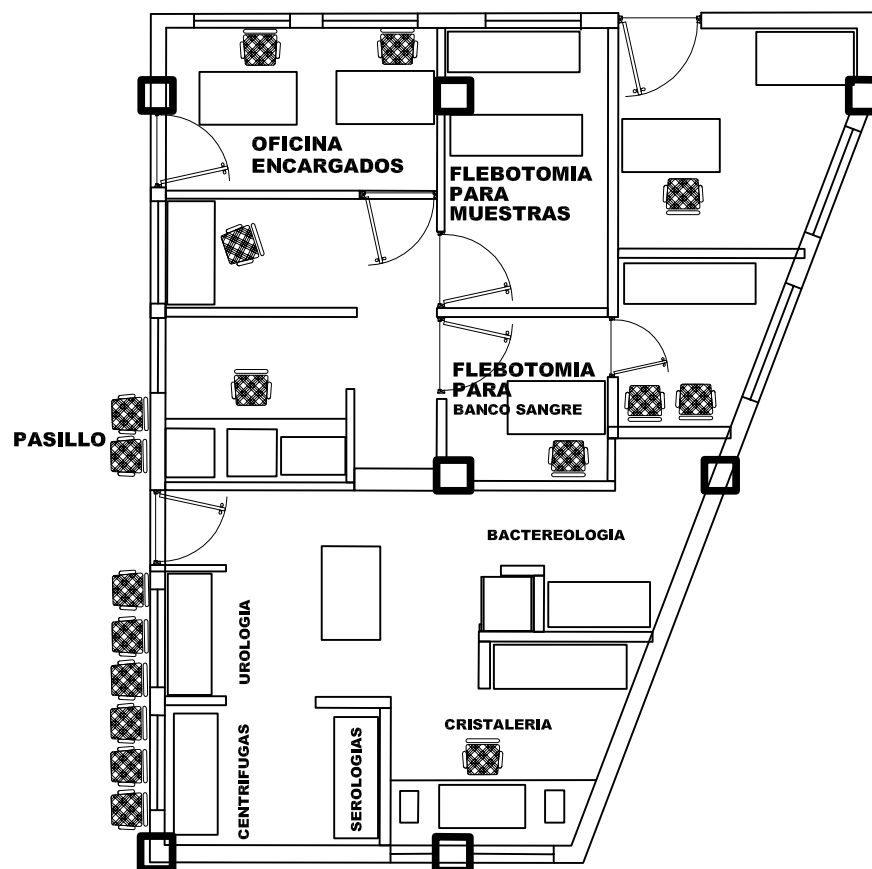 OFICINA
ENCARGADOS
FLEBOTOMIA
PARA
MUESTRAS
FLEBOTOMIA
PARA
BANCO SANGRE
PASILLO
BACTEREOLOGIA
UROLOGIA
CRISTALERIA
CENTRIFUGAS
SEROLOGIAS